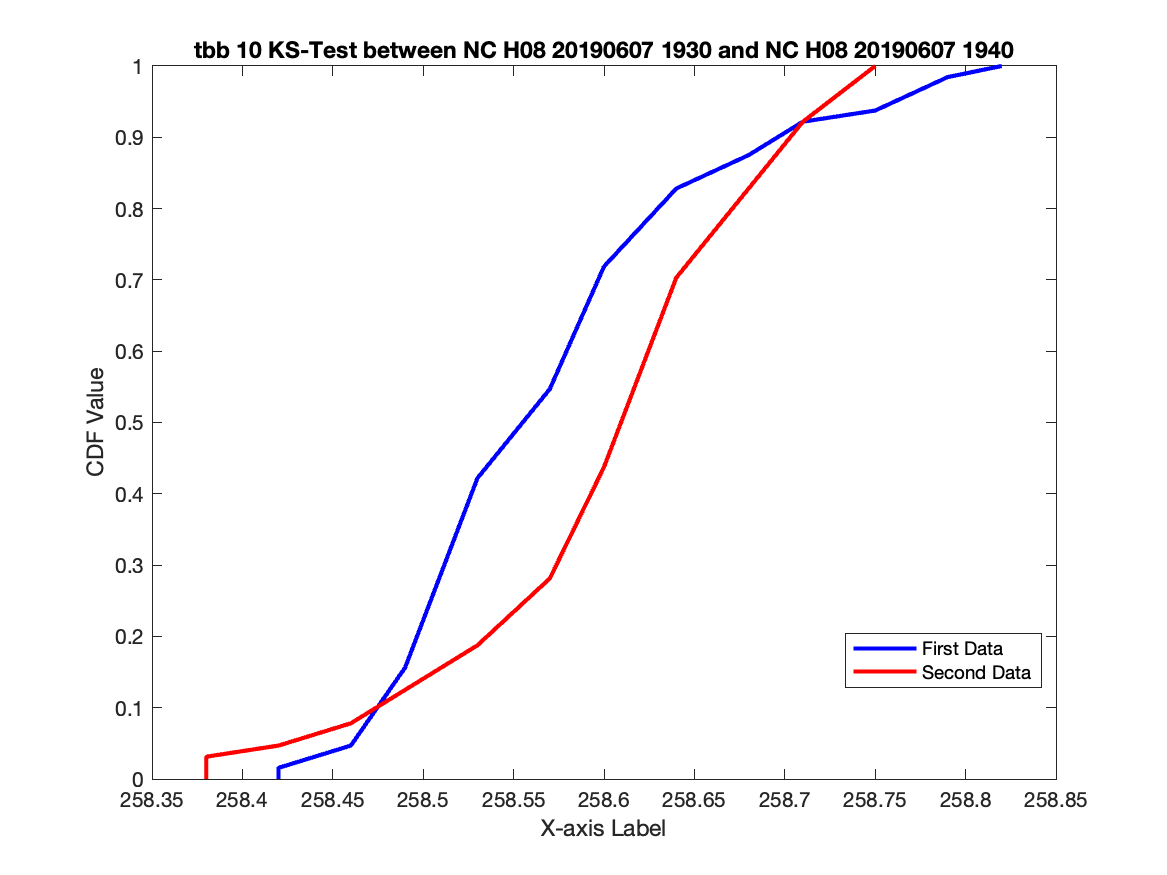 tbb 10 KS-Test between NC H08 20190607 1930 and NC H08 20190607 1940
1
0.9
0.8
0.7
0.6
0.5
0.4
0.3
0.2
0.1
0
CDF Value
First Data
Second Data
258.35 258.4 258.45 258.5 258.55 258.6 258.65 258.7 258.75 258.8 258.85
X-axis Label